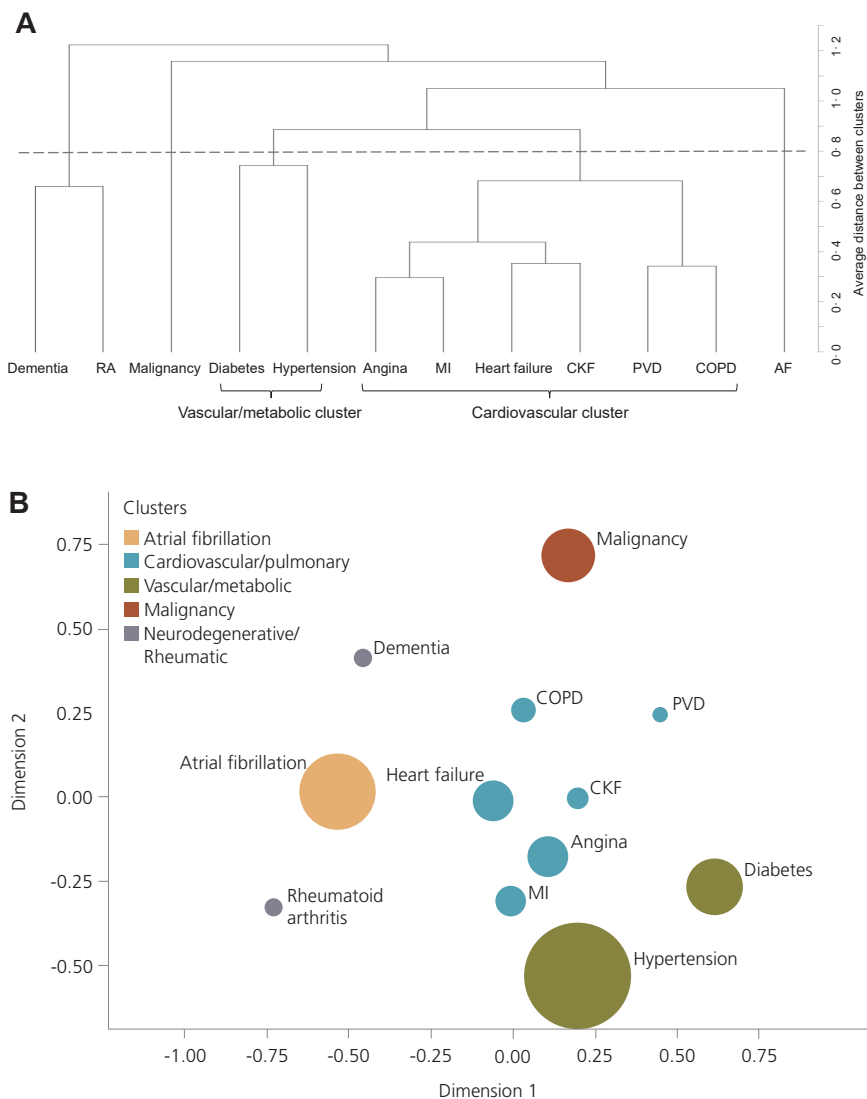 A
1·2
1·0
0·8
0·6
0·4
0·2
0·0
Average distance between clusters
Dementia RA Malignancy Diabetes Hypertension Angina MI Heart failure CKF PVD COPD AF
Vascular/metabolic cluster Cardiovascular cluster
B
Clusters
Atrial fibrillation
Cardiovascular/pulmonary
Vascular/metabolic
Malignancy
Neurodegenerative/
Rheumatic
Malignancy
Dementia
COPD
PVD
Atrial fibrillation
Heart failure
CKF
Angina
Diabetes
MI
Rheumatoid
arthritis
Hypertension
0.75
0.50
0.25
0.00
-0.25
-0.50
Dimension 2
-1.00 -0.75 -0.50 -0.25 0.00 0.25 0.50 0.75
Dimension 1